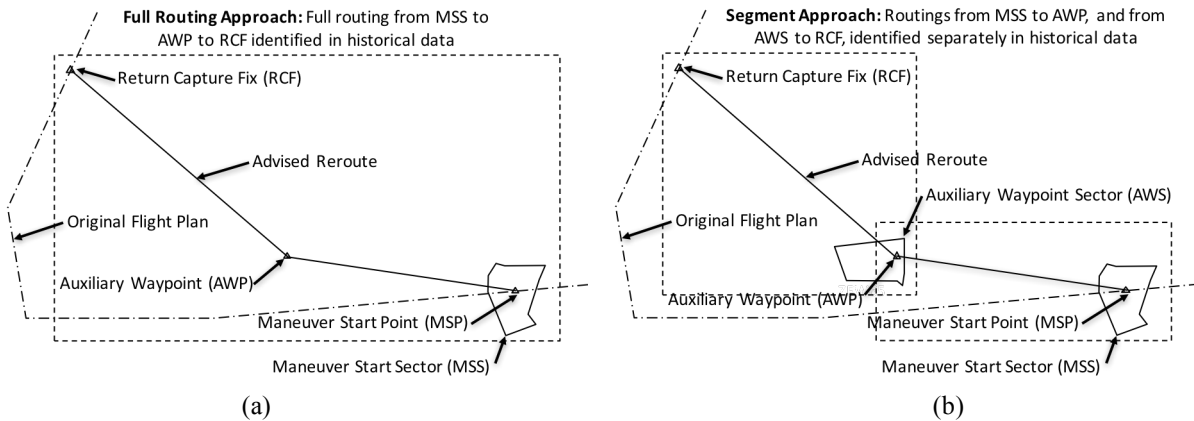 Full Routing Approach: Full routing from MSS to
AWP to RCF identified in historical data
Return Capture Fix (RCF)
Advised Reroute
Original Flight Plan
Auxiliary Waypoint (AWP)
Maneuver Start Point (MSP)
Maneuver Start Sector (MSS)
(a)
Segment Approach: Routings from MSS to AWP, and from
AWS to RCF, identified separately in historical data
Return Capture Fix (RCF)
Advised Reroute
Auxiliary Waypoint Sector (AWS)
Original Flight Plan
Auxiliary Waypoint (AWP)
Maneuver Start Point (MSP)
Maneuver Start Sector (MSS)
(b)